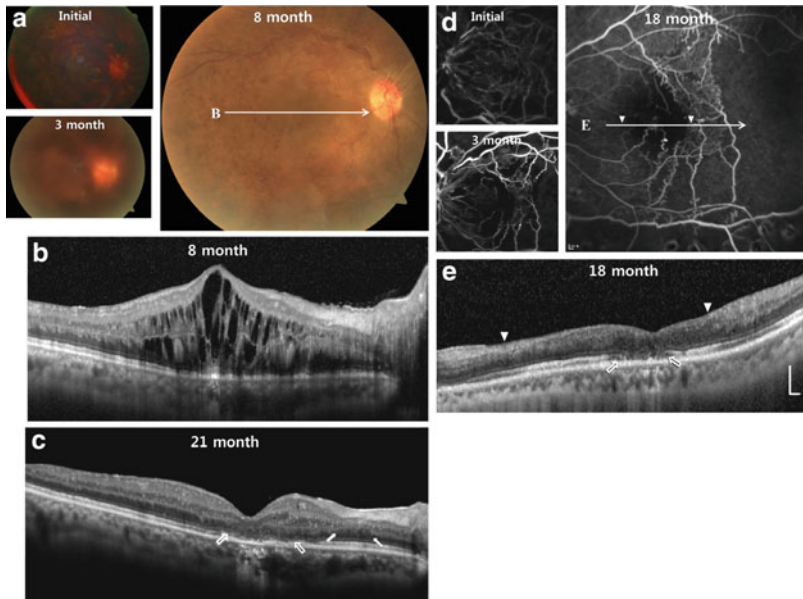 a
Initial
3 month
8 month
B
b
8 month
c
21 month
d
Initial
3 month
18 month
E
e
18 month